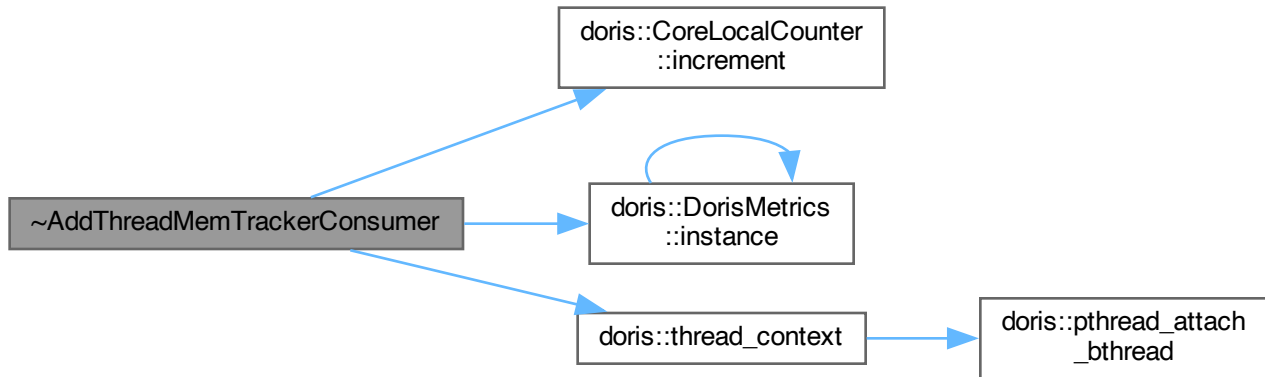 doris::CoreLocalCounter
::increment
~AddThreadMemTrackerConsumer
doris::DorisMetrics
::instance
doris::thread_context
doris::pthread_attach
_bthread